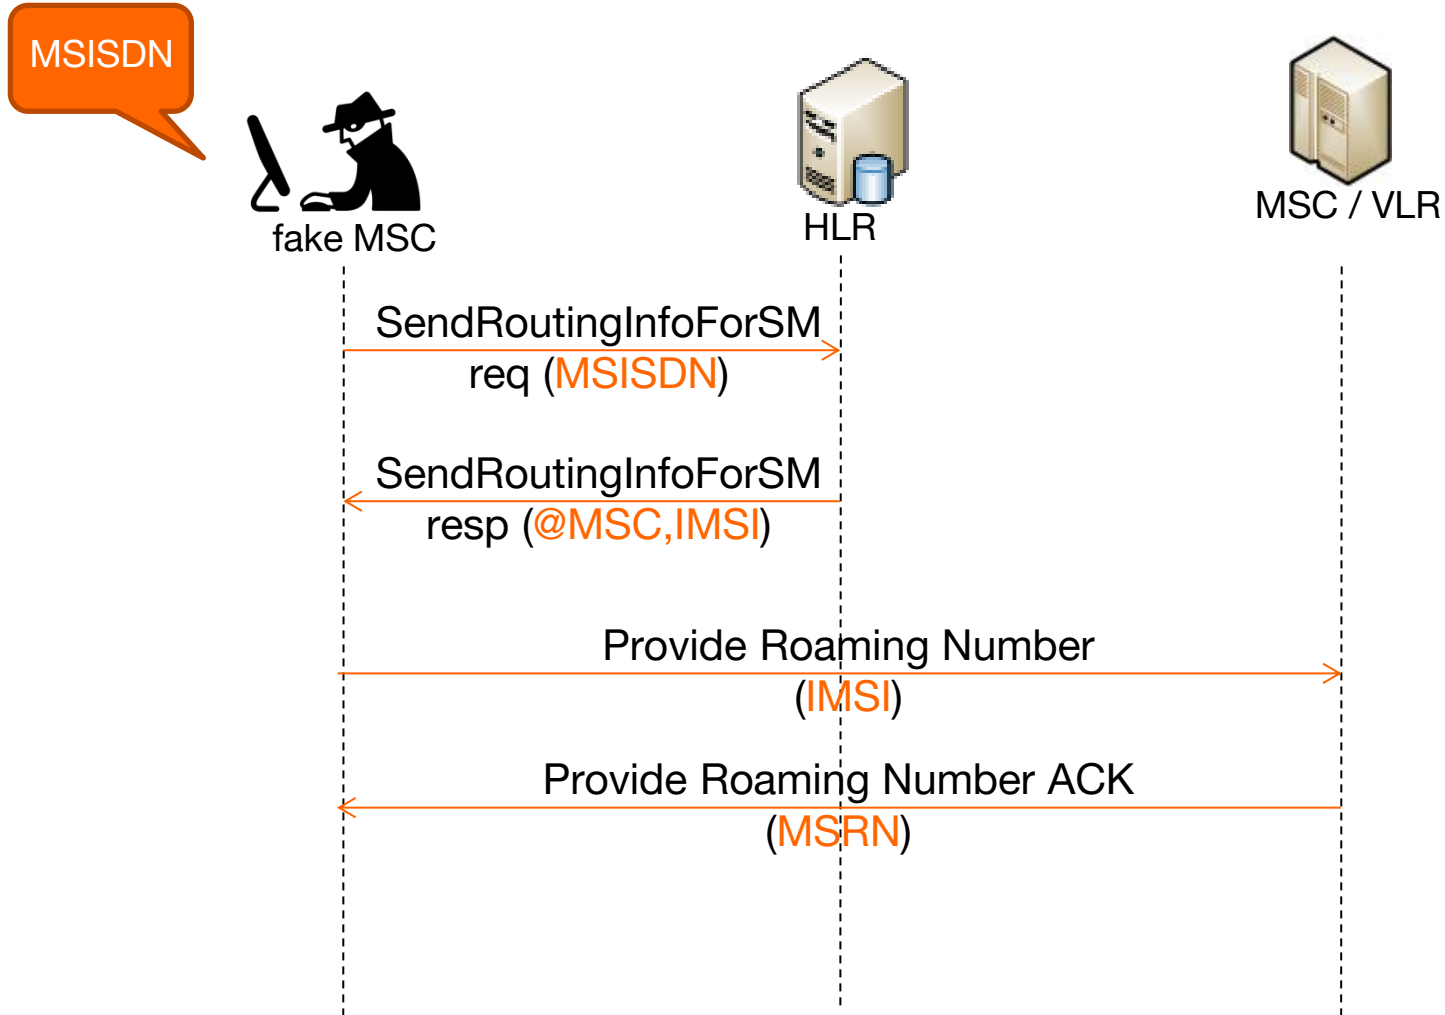 MSISDN
fake MSC
HLR
MSC / VLR
SendRoutingInfoForSM
req (MSISDN)
SendRoutingInfoForSM
resp (@MSC,IMSI)
Provide Roaming Number
(IMSI)
Provide Roaming Number ACK
(MSRN)